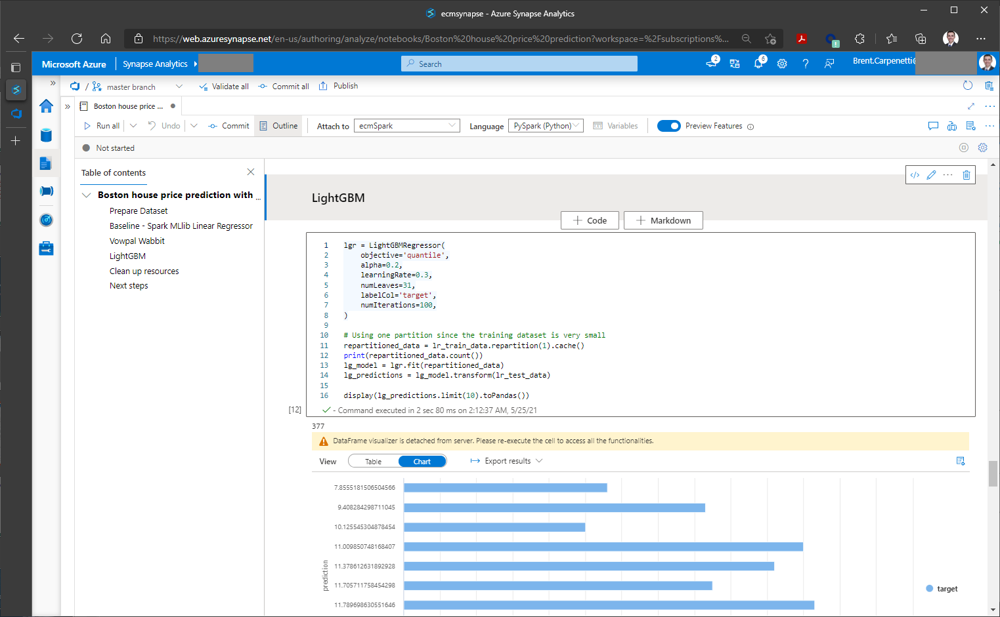 ecmsynapse - Azure Synapse Analytics
https://web.azuresynapse.net/en-us/authoring/analyze/notebooks/Boston%20house%20price%20prediction?workspace=%2Fsubscriptions%...
Microsoft Azure
Synapse Analytics
Search
2
6
Brent.Carpenetti@
/ master branch
Validate all
Commit all
Publish
Boston house price ...
Run all
Undo
Commit
Outline
Attach to
ecmSpark
Language
PySpark (Python)
Variables
Preview Features
Not started
Table of contents
Boston house price prediction with ...
Prepare Dataset
Baseline - Spark MLlib Linear Regressor
Vowpal Wabbit
LightGBM
Clean up resources
Next steps
LightGBM
+ Code
+ Markdown
1 lgr = LightGBMRegressor(
2 objective='quantile',
3 alpha=0.2,
4 learningRate=0.3,
5 numLeaves=31,
6 labelCol='target',
7 numIterations=100,
8 )
9
10 # Using one partition since the training dataset is very small
11 repartitioned_data = lr_train_data.repartition(1).cache()
12 print(repartitioned_data.count())
13 lg_model = lgr.fit(repartitioned_data)
14 lg_predictions = lg_model.transform(lr_test_data)
15
16 display(lg_predictions.limit(10).toPandas())
[12]
- Command executed in 2 sec 80 ms on 2:12:37 AM, 5/25/21
377
DataFrame visualizer is detached from server. Please re-execute the cell to access all the functionalities.
View
Table
Chart
Export results
7.8555181506504566
9.408284298711045
10.125545304878454
11.009850748168407
11.378612631892928
11.705711758454298
11.789698630551646
prediction
target